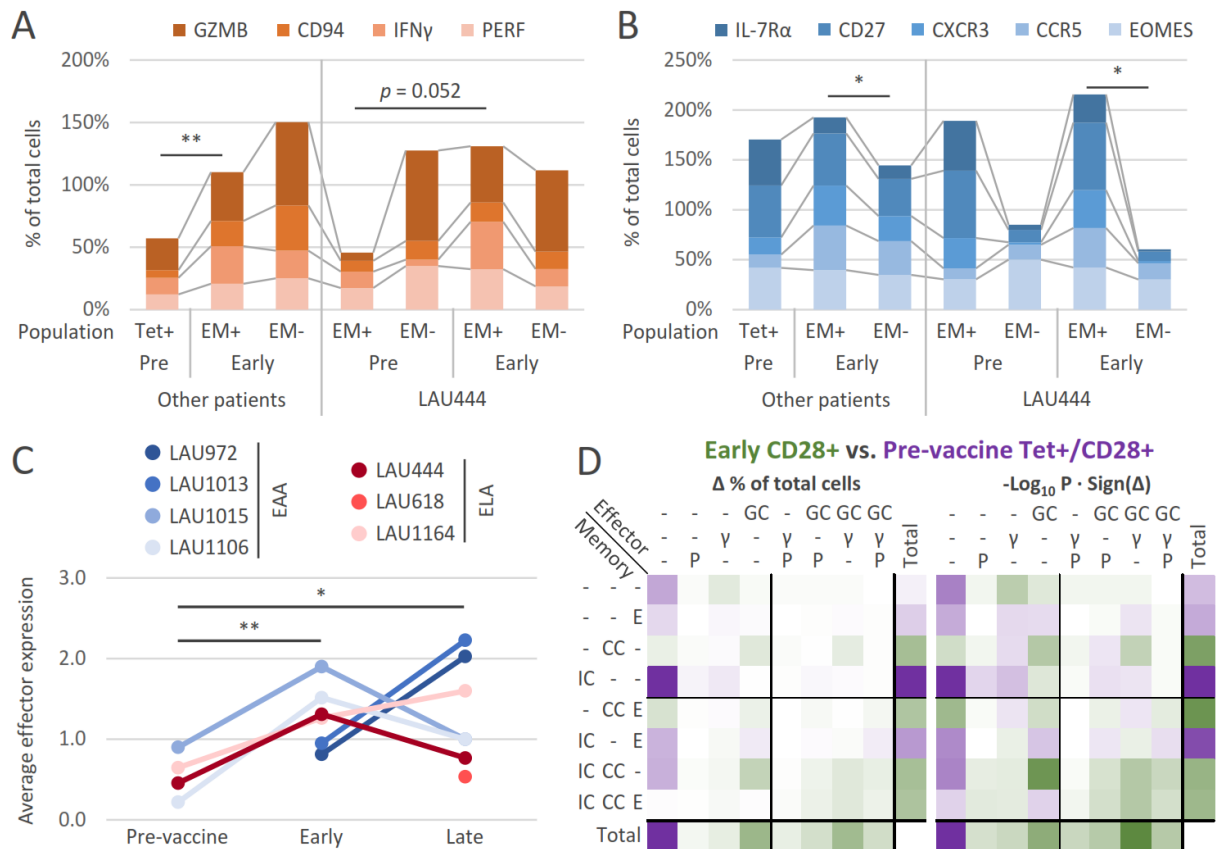 A
GZMB CD94 IFNγ PERF
200%
150%
100%
50%
0%
% of total cells
p = 0.052
**
Population Tet+ EM+ EM- EM+ EM- EM+ EM-
Pre Early Pre Early
Other patients LAU444
B
IL-7Rα CD27 CXCR3 CCR5 EOMES
250%
200%
150%
100%
50%
0%
% of total cells
*
*
Population Tet+ EM+ EM- EM+ EM- EM+ EM-
Pre Early Pre Early
Other patients LAU444
C
LAU972
LAU1013
LAU1015
LAU1106
EAA
LAU444
LAU618
LAU1164
ELA
3.0
2.0
1.0
0.0
Average effector expression
*
**
Pre-vaccine Early Late
D
Early CD28+ vs. Pre-vaccine Tet+/CD28+
Δ % of total cells
-Log10 P · Sign(Δ)
Effector
Memory
- - - GC - GC GC GC
- - γ - γ - γ γ
- P - - P P - P
Total
- - - GC - GC GC GC
- - γ - γ - γ γ
- P - - P P - P
Total
- - -
- - E
- CC -
IC - -
- CC E
IC - E
IC CC -
IC CC E
Total